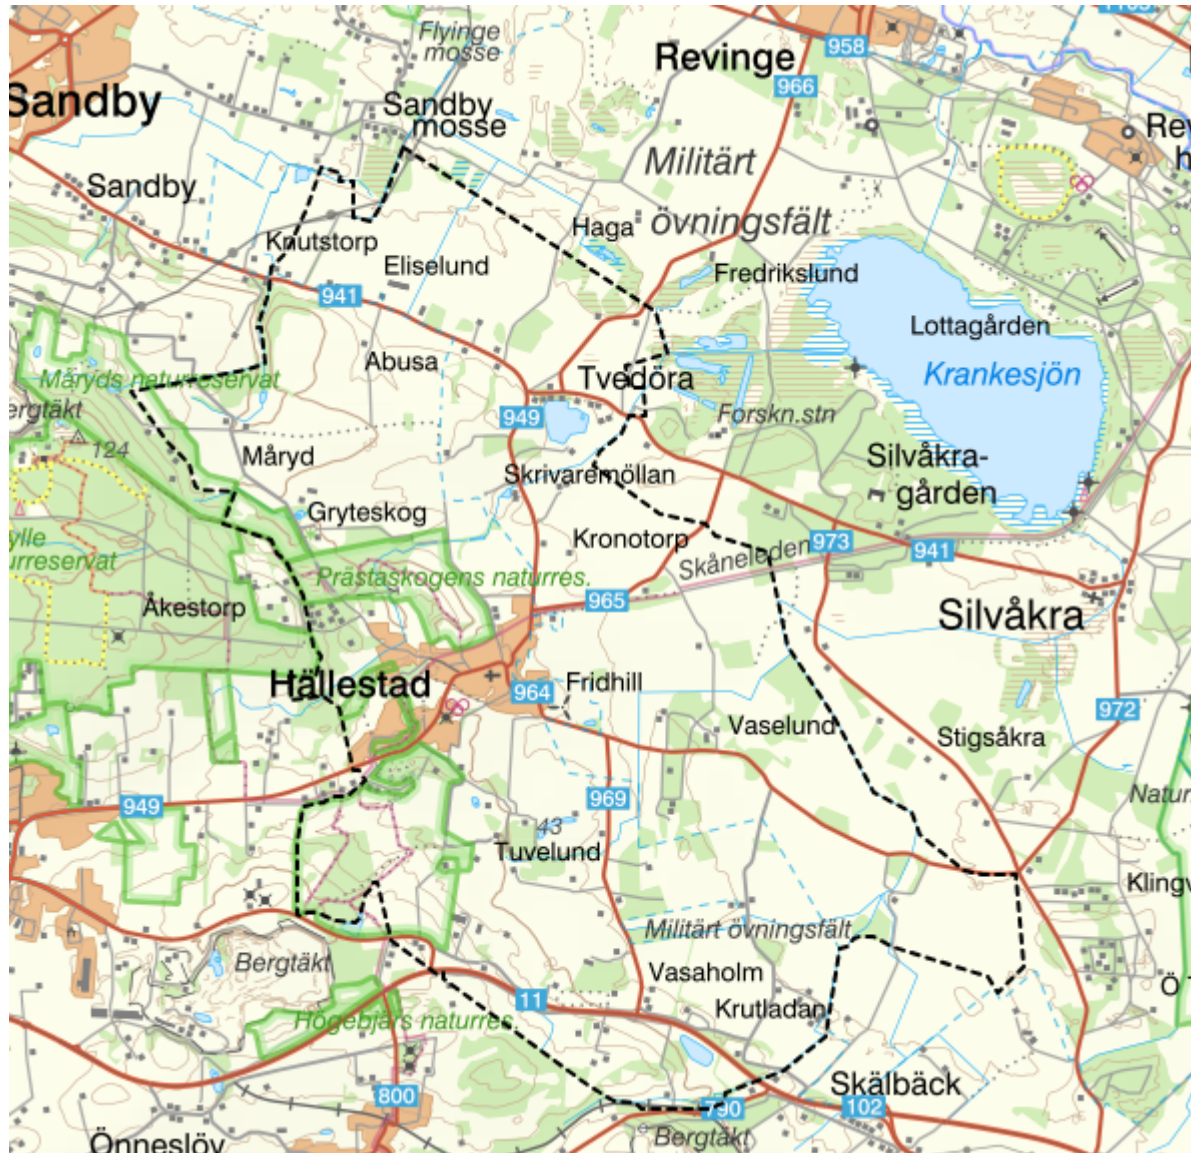 Flyinge
mosse
Revinge
958
966
Sandby
Sandby
mosse
Militärt
övningsfält
Sandby
Haga
Knutstorp
Eliselund
Fredrikslund
941
Lottagården
Abusa
Tvedöra
Krankesjön
Måryds naturreservat
949
Forskn.stn
124
Måryd
Skrivaremöllan
Silvåkra-
gården
Gryteskog
Kronotorp
Skåneleden
973
941
Prästaskogens naturres.
965
Åkestorp
Silvåkra
Hällestad
964
Fridhill
972
Vaselund
Stigsåkra
949
969
43
Tuvelund
Militärt övningsfält
Bergtäkt
Vasaholm
11
Krutladan
Högebjärs naturres.
Skälbäck
800
790
102
Önneslöv
Bergtäkt